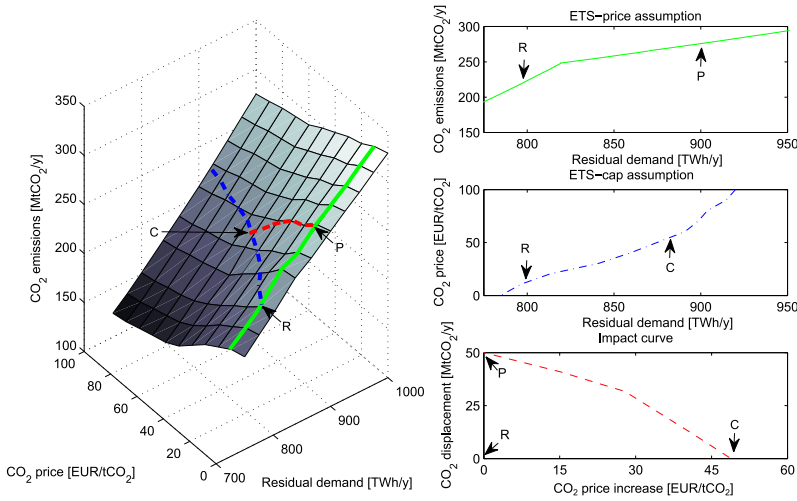 350
300
250
200
150
100
CO2 emissions [MtCO2/y]
100
80
60
40
20
0
CO2 price [EUR/tCO2]
700
800
900
1000
Residual demand [TWh/y]
C
P
R
ETS−price assumption
300
250
200
150
CO2 emissions [MtCO2/y]
R
P
800
850
900
950
Residual demand [TWh/y]
ETS−cap assumption
100
50
0
CO2 price [EUR/tCO2]
R
C
800
850
900
950
Residual demand [TWh/y]
Impact curve
50
25
0
CO2 displacement [MtCO2/y]
P
R
C
0
15
30
45
60
CO2 price increase [EUR/tCO2]